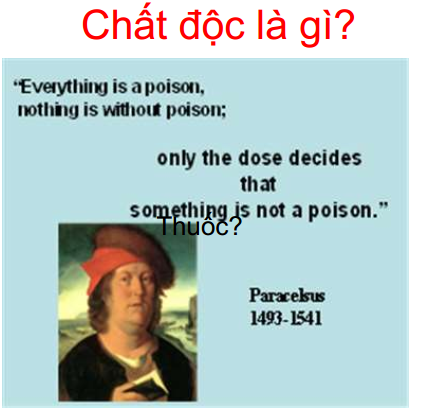 Chất độc là gì?
“Everything is a poison,
nothing is without poison;
only the dose decides
that
something is not a poison.”
Thuốc?
Paracelsus
1493-1541